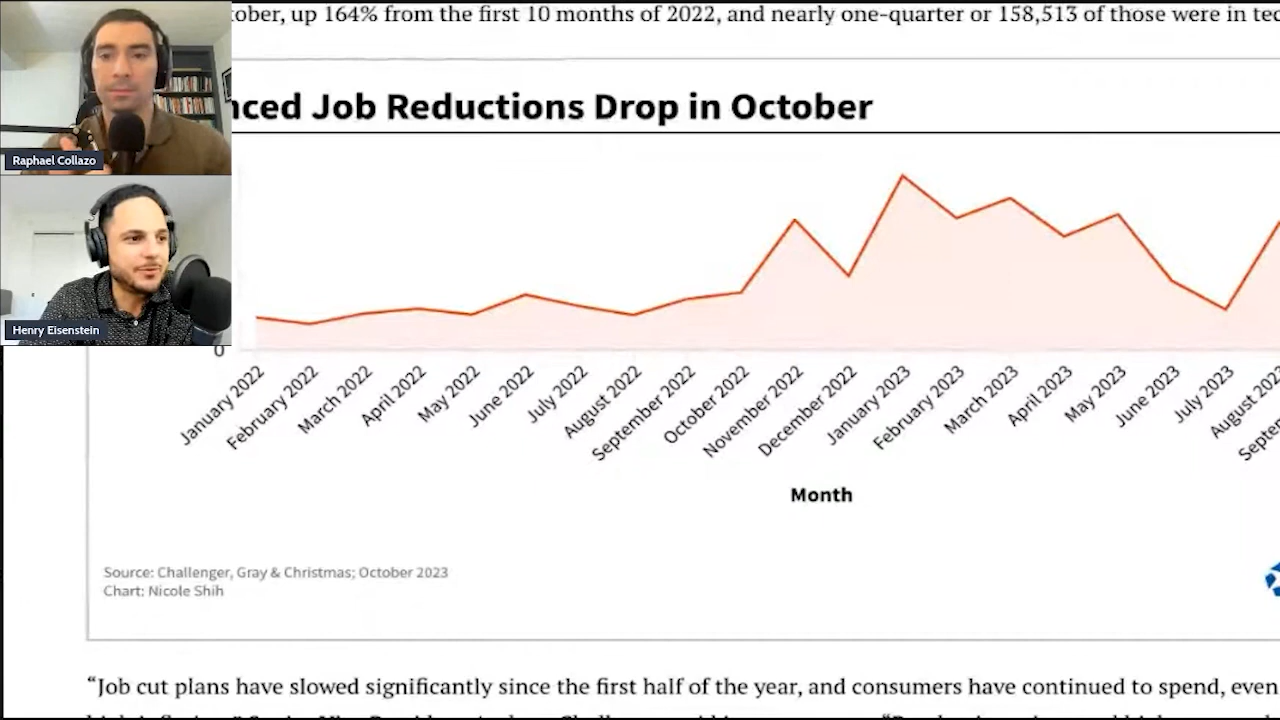 tober, up 164% from the first 10 months of 2022, and nearly one-quarter or 158,513 of those were in tec
nced Job Reductions Drop in October
Raphael Collazo
Henry Eisenstein
0
January 2022
February 2022
March 2022
April 2022
May 2022
June 2022
July 2022
August 2022
September 2022
October 2022
November 2022
December 2022
January 2023
February 2023
March 2023
April 2023
May 2023
June 2023
July 2023
August 2023
Septem
Month
Source: Challenger, Gray & Christmas; October 2023
Chart: Nicole Shih
“Job cut plans have slowed significantly since the first half of the year, and consumers have continued to spend, even